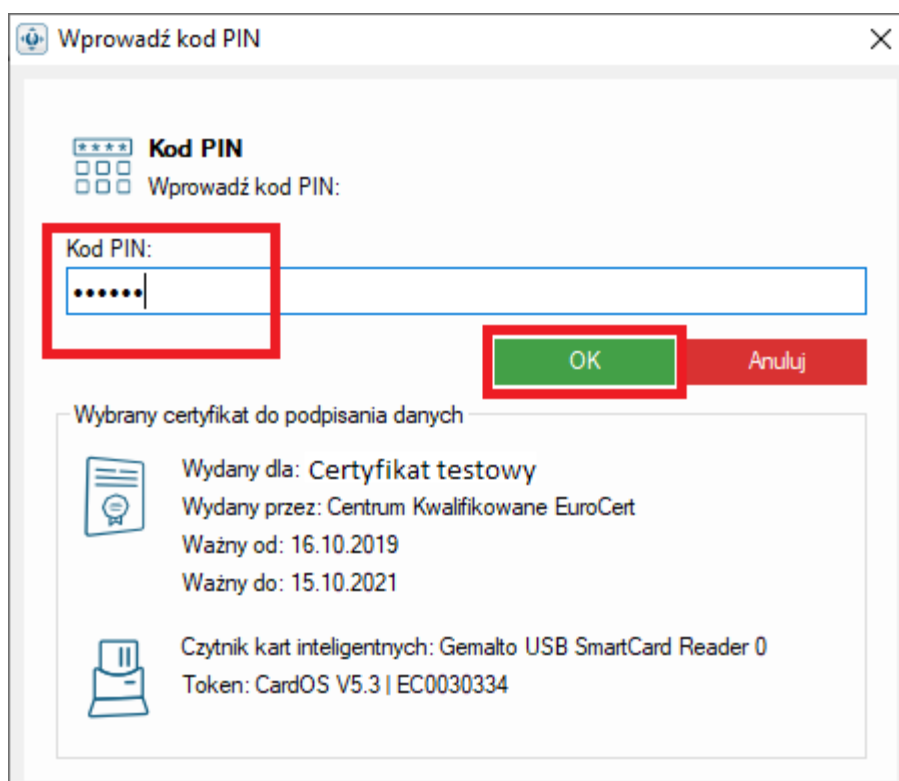 Wprowadź kod PIN
Kod PIN
Wprowadź kod PIN:
Kod PIN:
••••••
OK
Anuluj
Wybrany certyfikat do podpisania danych
Wydany dla: Certyfikat testowy
Wydany przez: Centrum Kwalifikowane EuroCert
Ważny od: 16.10.2019
Ważny do: 15.10.2021
Czytnik kart inteligentnych: Gemalto USB SmartCard Reader 0
Token: CardOS V5.3 | EC0030334